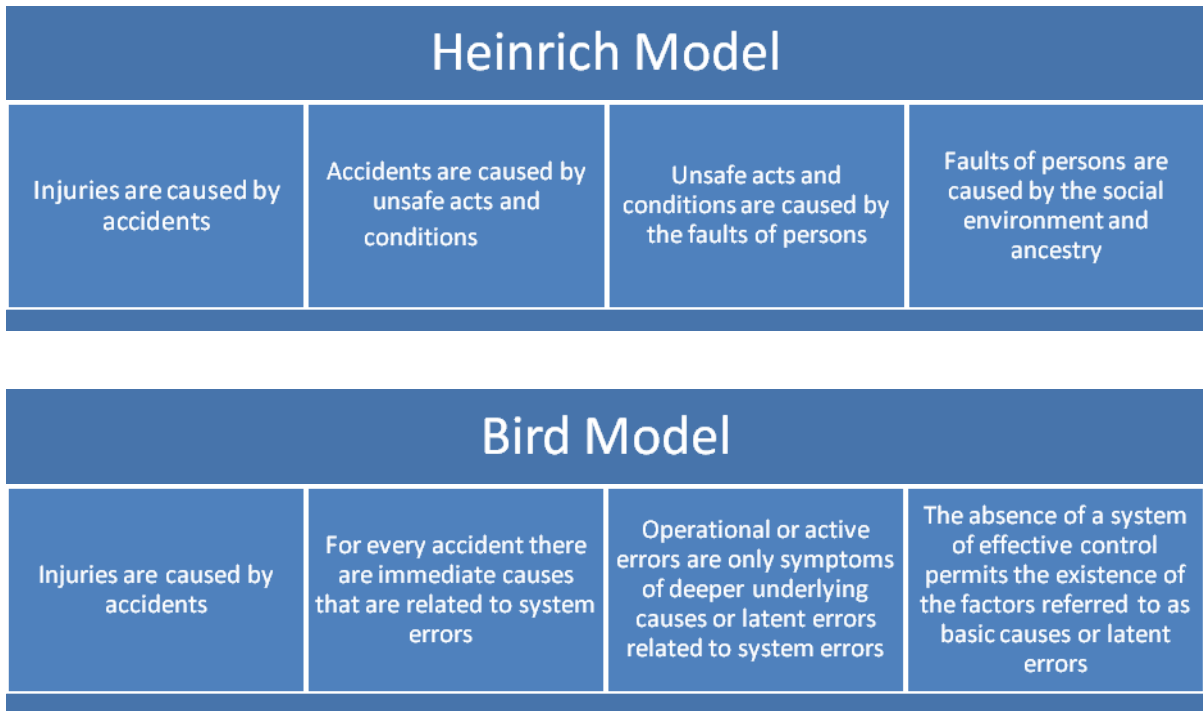 Heinrich Model
Injuries are caused by
accidents
Accidents are caused by
unsafe acts and
conditions
Unsafe acts and
conditions are caused by
the faults of persons
Faults of persons are
caused by the social
environment and
ancestry
Bird Model
Injuries are caused by
accidents
For every accident there
are immediate causes
that are related to system
errors
Operational or active
errors are only symptoms
of deeper underlying
causes or latent errors
related to system errors
The absence of a system
of effective control
permits the existence of
the factors referred to as
basic causes or latent
errors